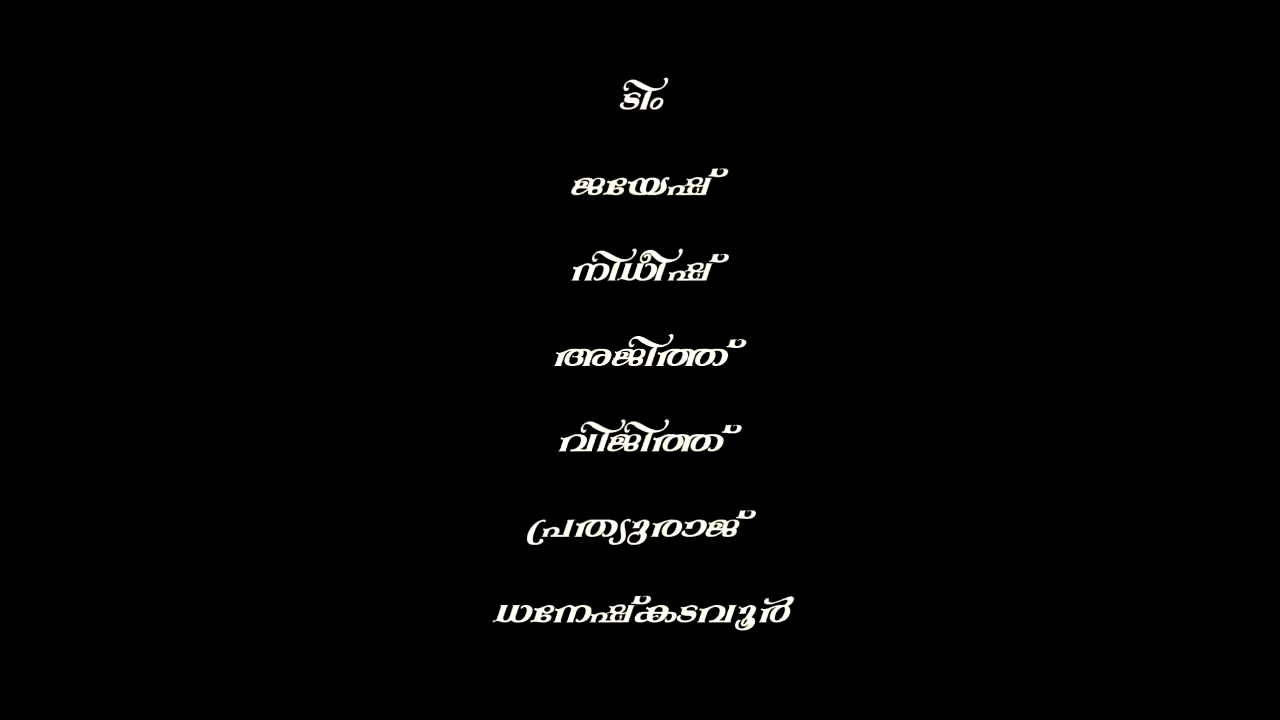 ടിം
ജയേഷ്
നിധീഷ്
അജിത്ത്
വിജിത്ത്
പ്രത്യുരാജ്
ധനേഷ്കടവൂർ